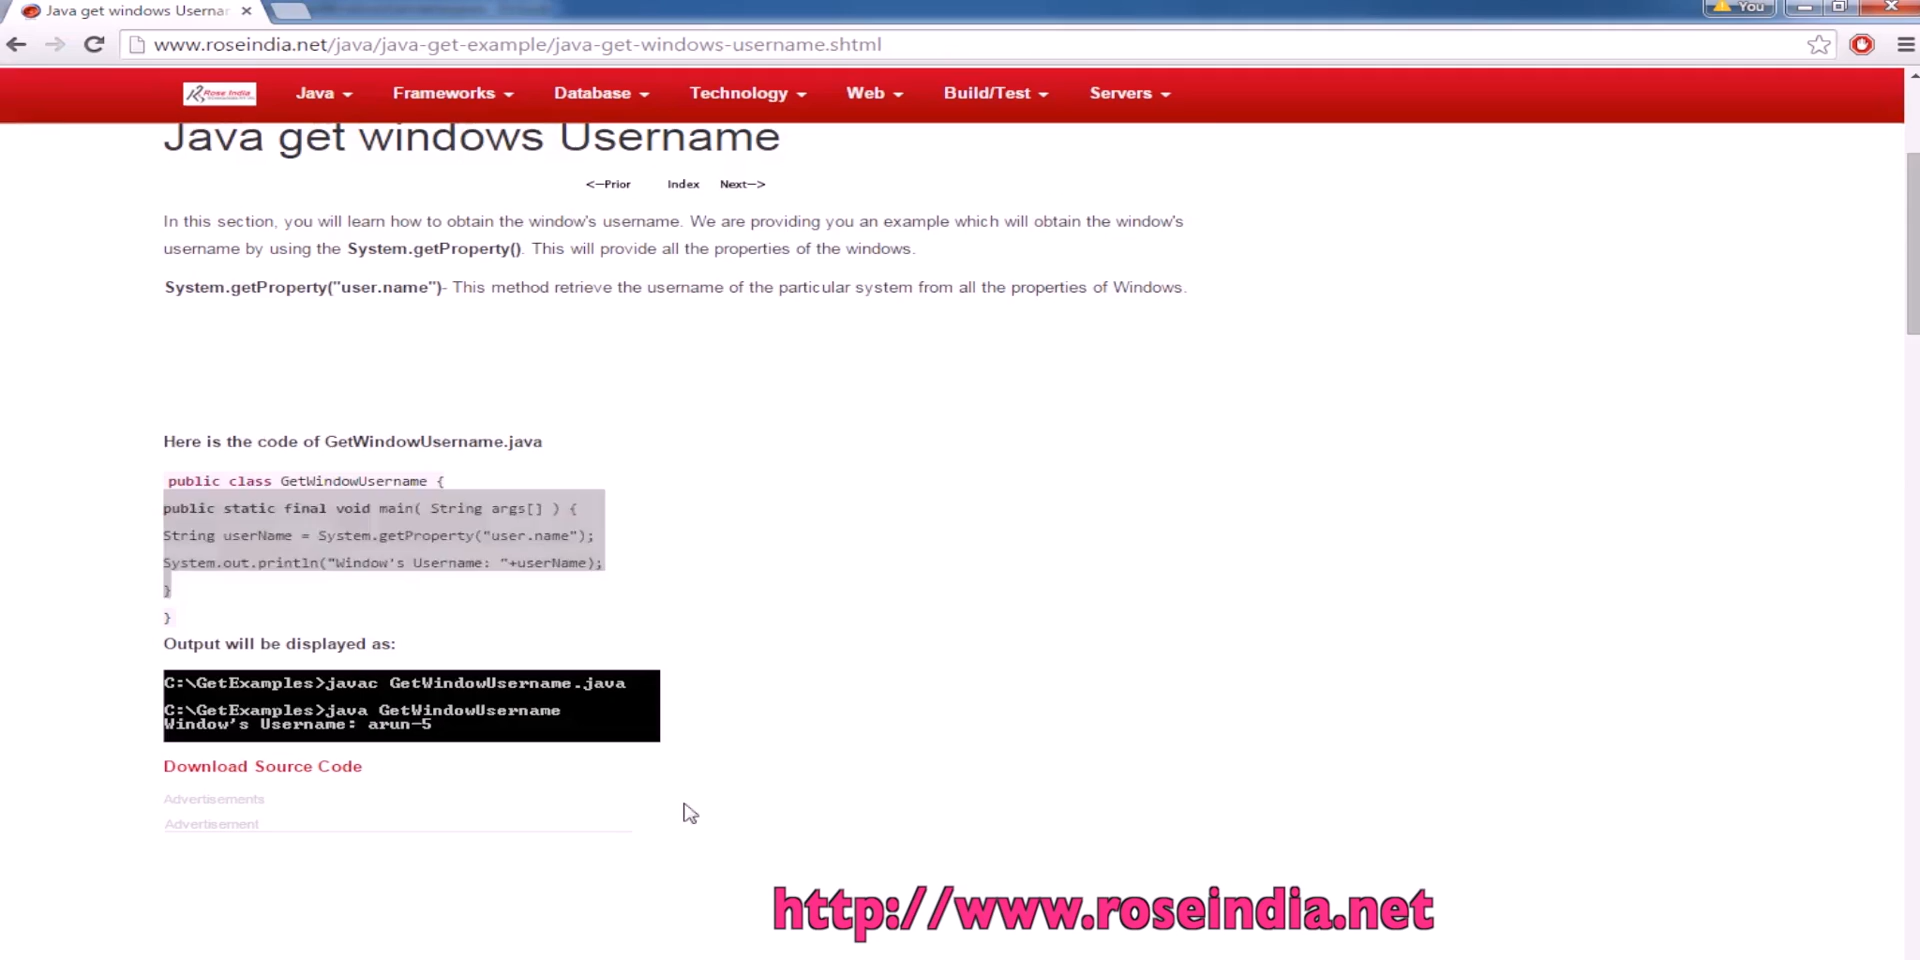 Java get windows Usernar
You
www.roseindia.net/java/java-get-example/java-get-windows-username.shtml
Rose India
Java Frameworks Database Technology Web Build/Test Servers
Java get windows Username
<--Prior Index Next-->
In this section, you will learn how to obtain the window's username. We are providing you an example which will obtain the window's
username by using the System.getProperty(). This will provide all the properties of the windows.
System.getProperty("user.name")- This method retrieve the username of the particular system from all the properties of Windows.
Here is the code of GetWindowUsername.java
public class GetWindowUsername {
public static final void main( String args[] ) {
String userName = System.getProperty("user.name");
System.out.println("Window's Username: "+userName);
}
}
Output will be displayed as:
C:\GetExamples>javac GetWindowUsername.java
C:\GetExamples>java GetWindowUsername
Window's Username: arun-5
Download Source Code
Advertisements
Advertisement
http://www.roseindia.net